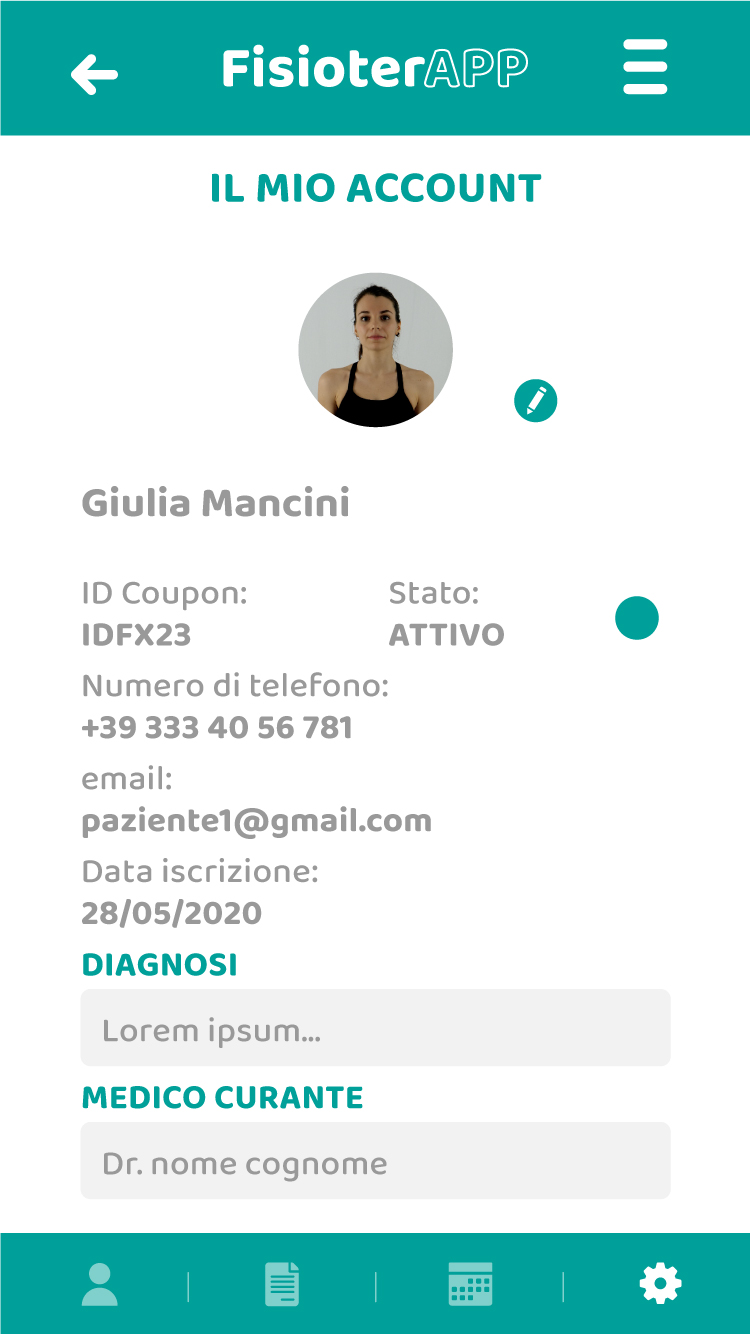 FisioterAPP
IL MIO ACCOUNT
Giulia Mancini
ID Coupon: Stato:
IDFX23 ATTIVO
Numero di telefono:
+39 333 40 56 781
email:
paziente1@gmail.com
Data iscrizione:
28/05/2020
DIAGNOSI
Lorem ipsum...
MEDICO CURANTE
Dr. nome cognome